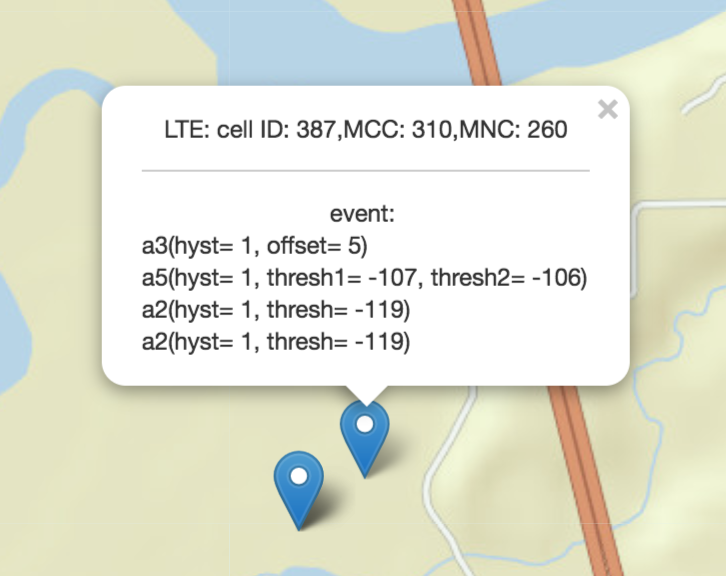 LTE: cell ID: 387,MCC: 310,MNC: 260
event:
a3(hyst= 1, offset= 5)
a5(hyst= 1, thresh1= -107, thresh2= -106)
a2(hyst= 1, thresh= -119)
a2(hyst= 1, thresh= -119)